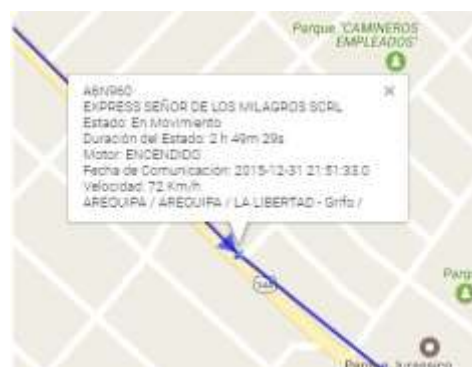 Parque "CAMINEROS
EMPLEADOS"
A6N960
EXPRESS SEÑOR DE LOS MILAGROS SCRL
Estado: En Movimiento
Duración del Estado: 2 h 49m 29s
Motor: ENCENDIDO
Fecha de Comunicación: 2015-12-31 21:51:33.0
Velocidad: 72 Km/h
AREQUIPA / AREQUIPA / LA LIBERTAD - Grifo /
Parq
Parque Jurassico